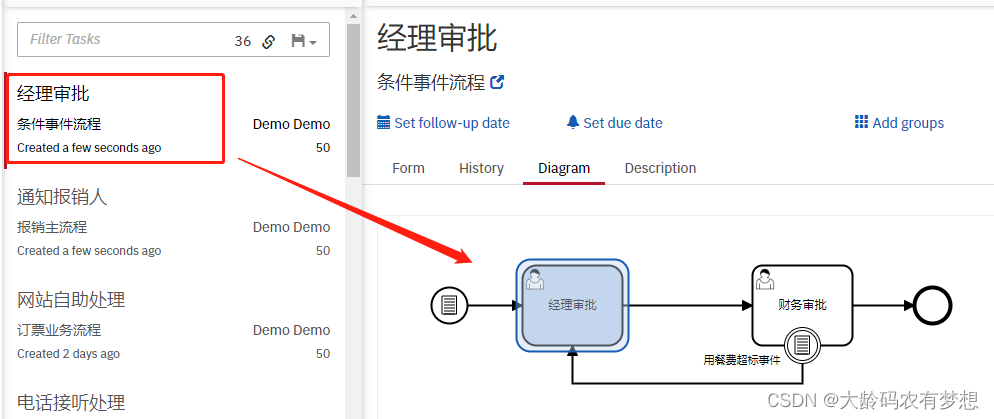 Filter Tasks
36
经理审批
条件事件流程
Demo Demo
Created a few seconds ago
50
通知报销人
报销主流程
Demo Demo
Created a few seconds ago
50
网站自助处理
订票业务流程
Demo Demo
Created 2 days ago
50
电话接听处理
经理审批
条件事件流程
Set follow-up date
Set due date
Add groups
Form
History
Diagram
Description
经理审批
财务审批
用餐费超标事件
CSDN @大龄码农有梦想